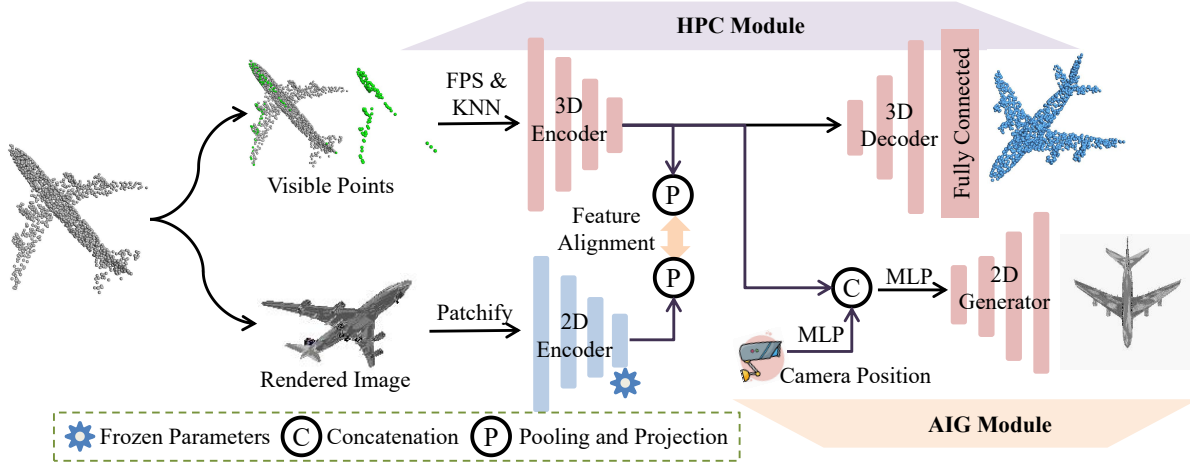 HPC Module
FPS &
KNN
3D
Encoder
3D
Decoder
Fully Connected
Visible Points
P
Feature
Alignment
P
C
MLP
2D
Generator
Patchify
2D
Encoder
MLP
Rendered Image
Camera Position
AIG Module
Frozen Parameters
C
Concatenation
P
Pooling and Projection